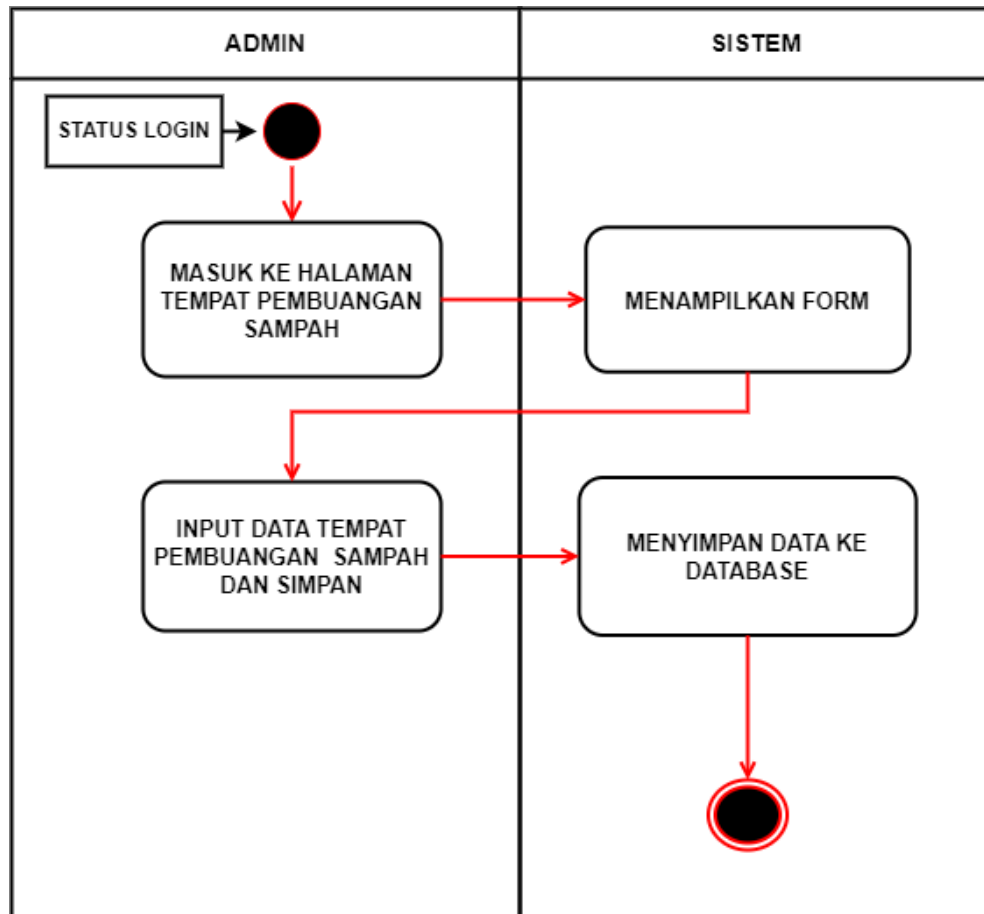 ADMIN
SISTEM
STATUS LOGIN
MASUK KE HALAMAN
TEMPAT PEMBUANGAN
SAMPAH
MENAMPILKAN FORM
INPUT DATA TEMPAT
PEMBUANGAN  SAMPAH
DAN SIMPAN
MENYIMPAN DATA KE
DATABASE